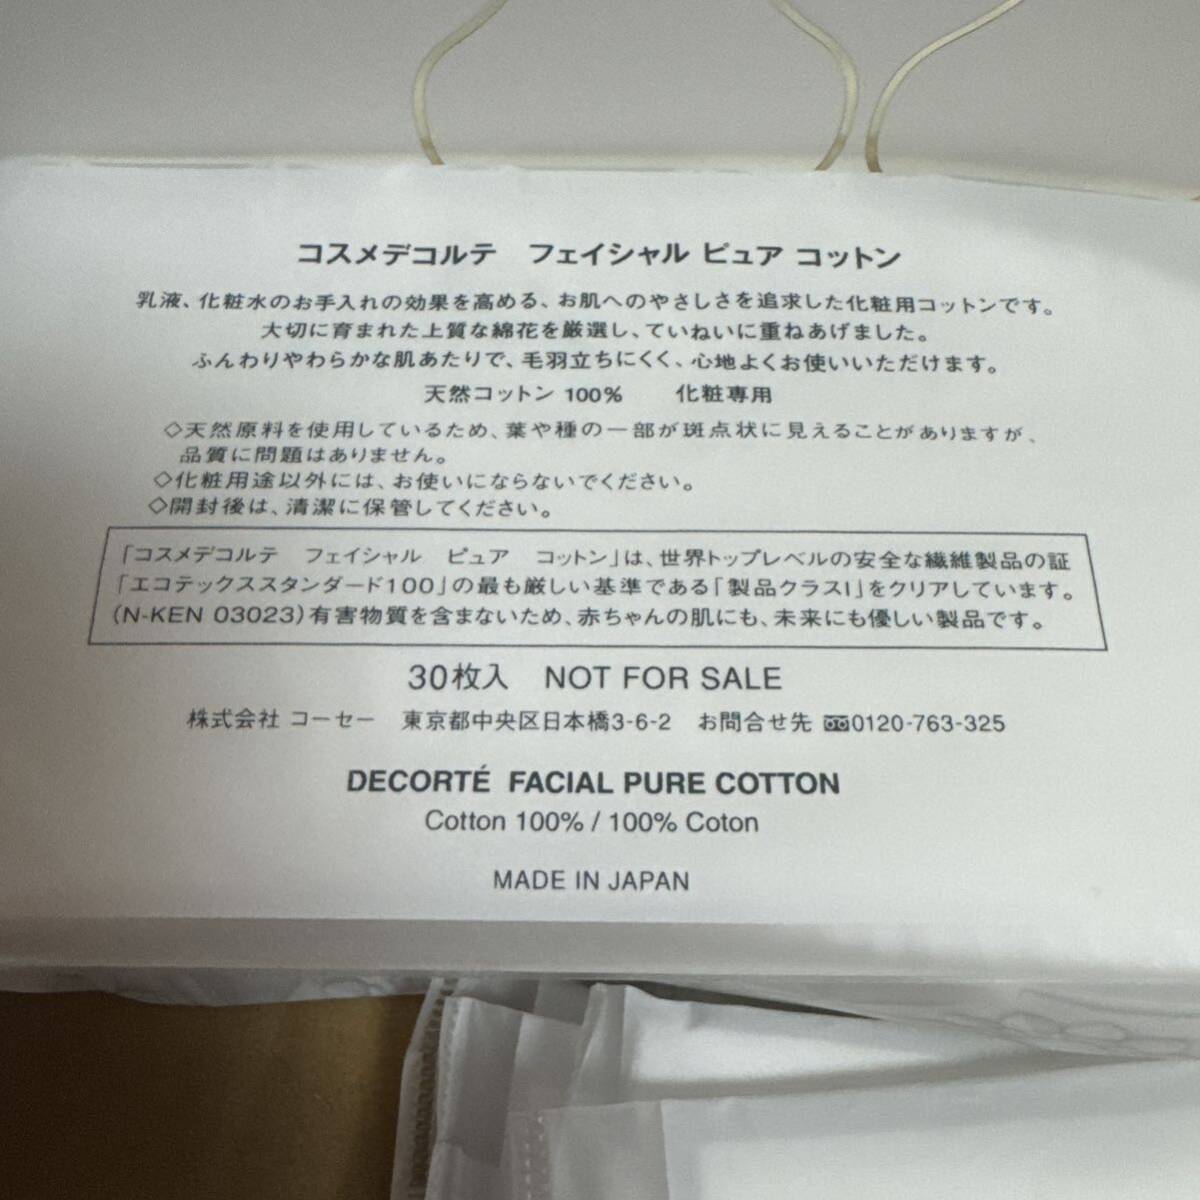 コスメデコルテ　フェイシャル ピュア コットン
乳液、化粧水のお手入れの効果を高める、お肌へのやさしさを追求した化粧用コットンです。
大切に育まれた上質な綿花を厳選し、ていねいに重ねあげました。
ふんわりやわらかな肌あたりで、毛羽立ちにくく、心地よくお使いいただけます。
天然コットン 100%　　化粧専用
◇天然原料を使用しているため、葉や種の一部が斑点状に見えることがありますが、
品質に問題はありません。
◇化粧用途以外には、お使いにならないでください。
◇開封後は、清潔に保管してください。
「コスメデコルテ　フェイシャル　ピュア　コットン」は、世界トップレベルの安全な繊維製品の証
「エコテックススタンダード100」の最も厳しい基準である「製品クラスI」をクリアしています。
(N-KEN 03023)有害物質を含まないため、赤ちゃんの肌にも、未来にも優しい製品です。
30枚入　NOT FOR SALE
株式会社 コーセー　東京都中央区日本橋3-6-2　お問合せ先 0120-763-325
DECORTÉ FACIAL PURE COTTON
Cotton 100% / 100% Coton
MADE IN JAPAN